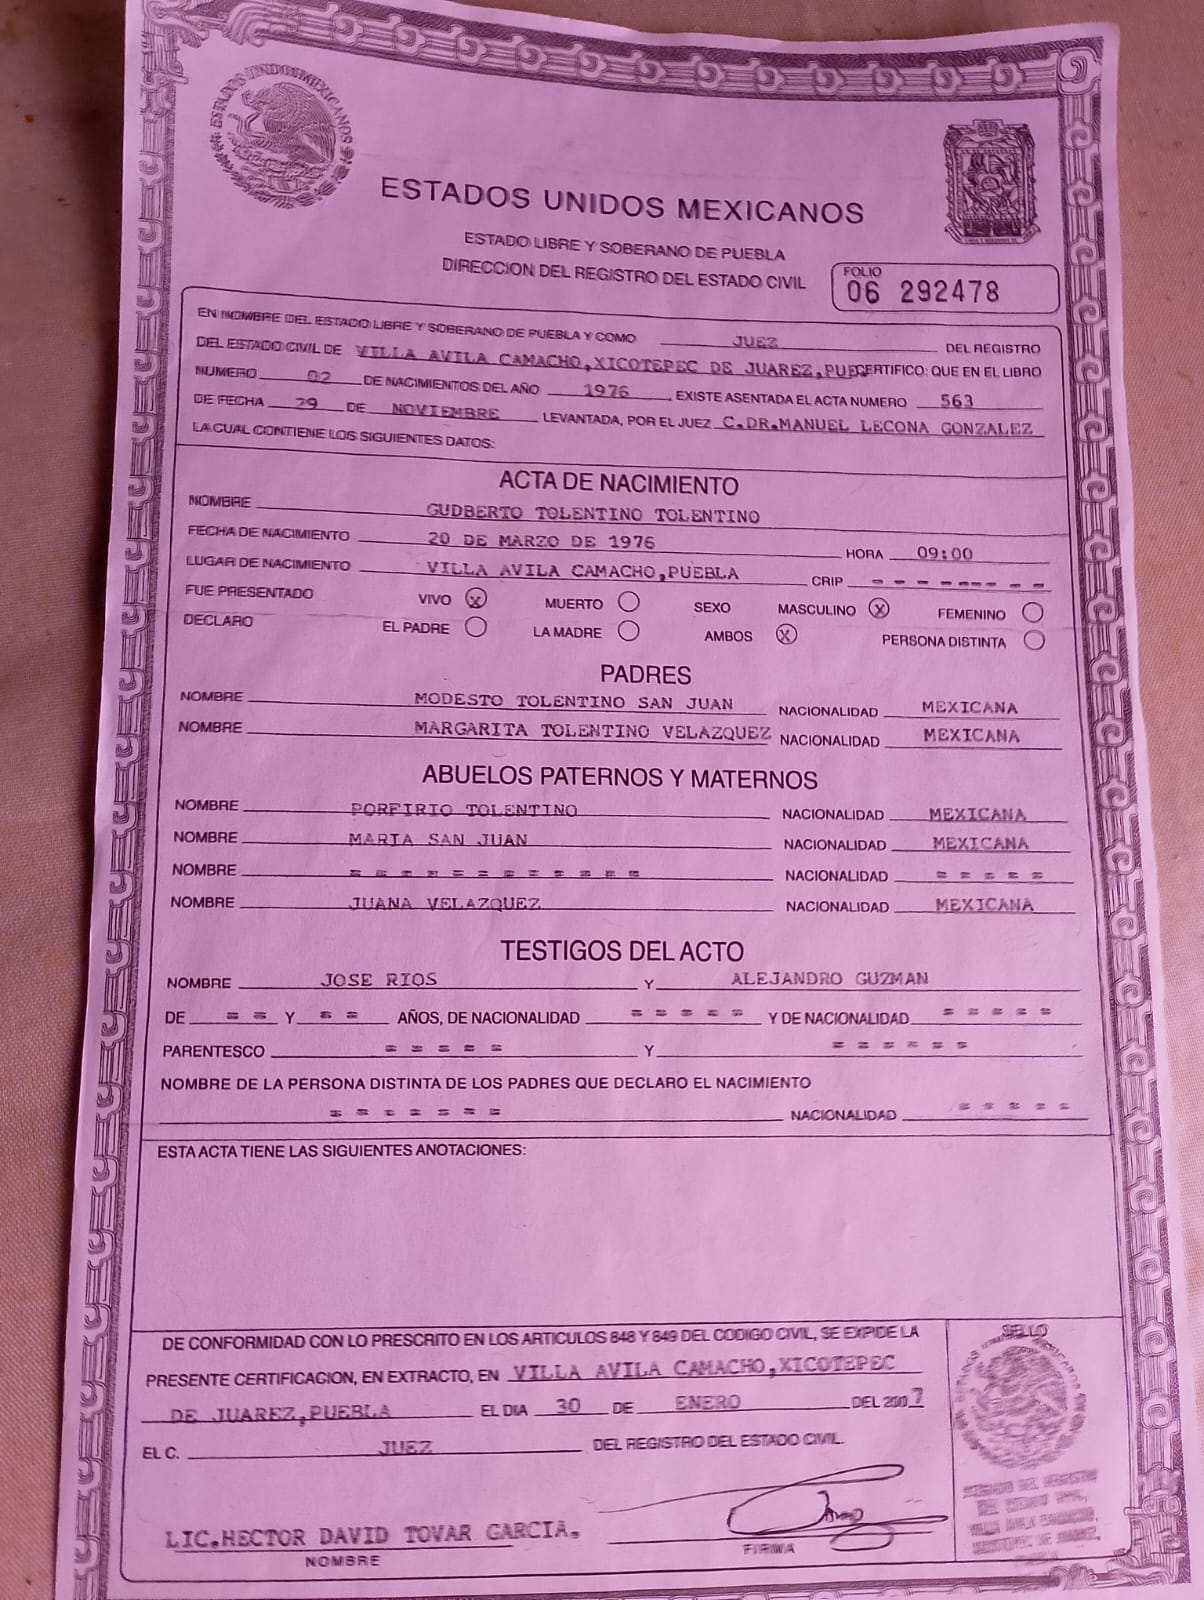 ESTADOS UNIDOS MEXICANOS
ESTADOS UNIDOS MEXICANOS
ESTADO LIBRE Y SOBERANO DE PUEBLA
DIRECCION DEL REGISTRO DEL ESTADO CIVIL
FOLIO
06 292478
EN NOMBRE DEL ESTADO LIBRE Y SOBERANO DE PUEBLA Y COMO JUEZ DEL REGISTRO
DEL ESTADO CIVIL DE VILLA AVILA CAMACHO,XICOTEPEC DE JUAREZ,PUE CERTIFICO: QUE EN EL LIBRO
NUMERO 02 DE NACIMIENTOS DEL AÑO 1976, EXISTE ASENTADA EL ACTA NUMERO 563
DE FECHA 29 DE NOVIEMBRE LEVANTADA, POR EL JUEZ C.DR.MANUEL LECONA GONZALEZ
LA CUAL CONTIENE LOS SIGUIENTES DATOS:
ACTA DE NACIMIENTO
NOMBRE GUDBERTO TOLENTINO TOLENTINO
FECHA DE NACIMIENTO 20 DE MARZO DE 1976 HORA 09:00
LUGAR DE NACIMIENTO VILLA AVILA CAMACHO,PUEBLA CRIP = = = = = = = =
FUE PRESENTADO VIVO X MUERTO SEXO MASCULINO X FEMENINO
DECLARO EL PADRE LA MADRE AMBOS X PERSONA DISTINTA
PADRES
NOMBRE MODESTO TOLENTINO SAN JUAN NACIONALIDAD MEXICANA
NOMBRE MARGARITA TOLENTINO VELAZQUEZ NACIONALIDAD MEXICANA
ABUELOS PATERNOS Y MATERNOS
NOMBRE PORFIRIO TOLENTINO NACIONALIDAD MEXICANA
NOMBRE MARIA SAN JUAN NACIONALIDAD MEXICANA
NOMBRE = = = = = = = = = = = = NACIONALIDAD = = = = =
NOMBRE JUANA VELAZQUEZ NACIONALIDAD MEXICANA
TESTIGOS DEL ACTO
NOMBRE JOSE RIOS Y ALEJANDRO GUZMAN
DE = = Y = = AÑOS, DE NACIONALIDAD = = = = = Y DE NACIONALIDAD = = = = =
PARENTESCO = = = = = Y = = = = = =
NOMBRE DE LA PERSONA DISTINTA DE LOS PADRES QUE DECLARO EL NACIMIENTO
= = = = = = = NACIONALIDAD = = = = =
ESTA ACTA TIENE LAS SIGUIENTES ANOTACIONES:
DE CONFORMIDAD CON LO PRESCRITO EN LOS ARTICULOS 848 Y 849 DEL CODIGO CIVIL, SE EXPIDE LA
PRESENTE CERTIFICACION, EN EXTRACTO, EN VILLA AVILA CAMACHO,XICOTEPEC
DE JUAREZ,PUEBLA EL DIA 30 DE ENERO DEL 2007
EL C. JUEZ DEL REGISTRO DEL ESTADO CIVIL.
SELLO
LIC.HECTOR DAVID TOVAR GARCIA.
NOMBRE
FIRMA